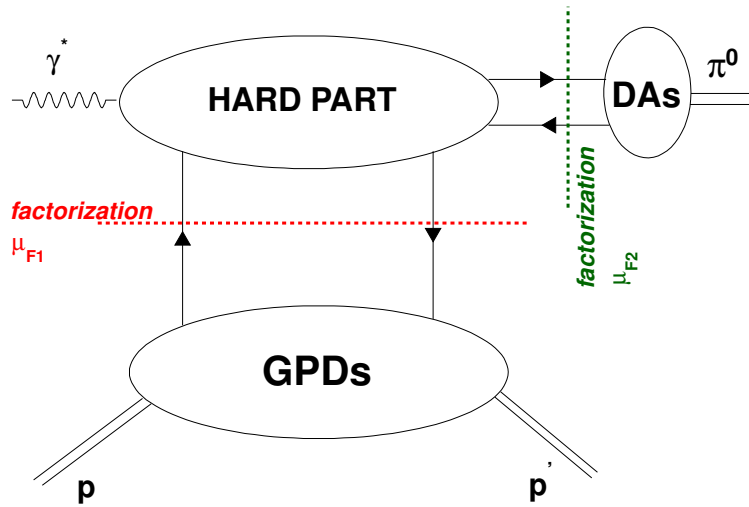 γ*
HARD PART
DAs
π⁰
factorization
μF1
factorization
μF2
GPDs
p
p'